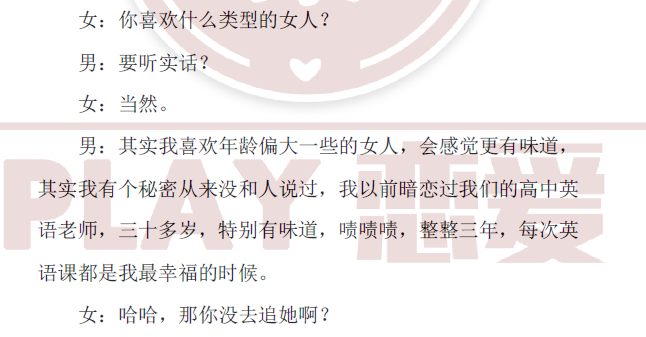 女：你喜欢什么类型的女人？
男：要听实话？
女：当然。
男：其实我喜欢年龄偏大一些的女人，会感觉更有味道，
其实我有个秘密从来没和人说过，我以前暗恋过我们的高中英
语老师，三十多岁，特别有味道，啧啧啧，整整三年，每次英
语课都是我最幸福的时候。
女：哈哈，那你没去追她啊？
PLAY 恋爱